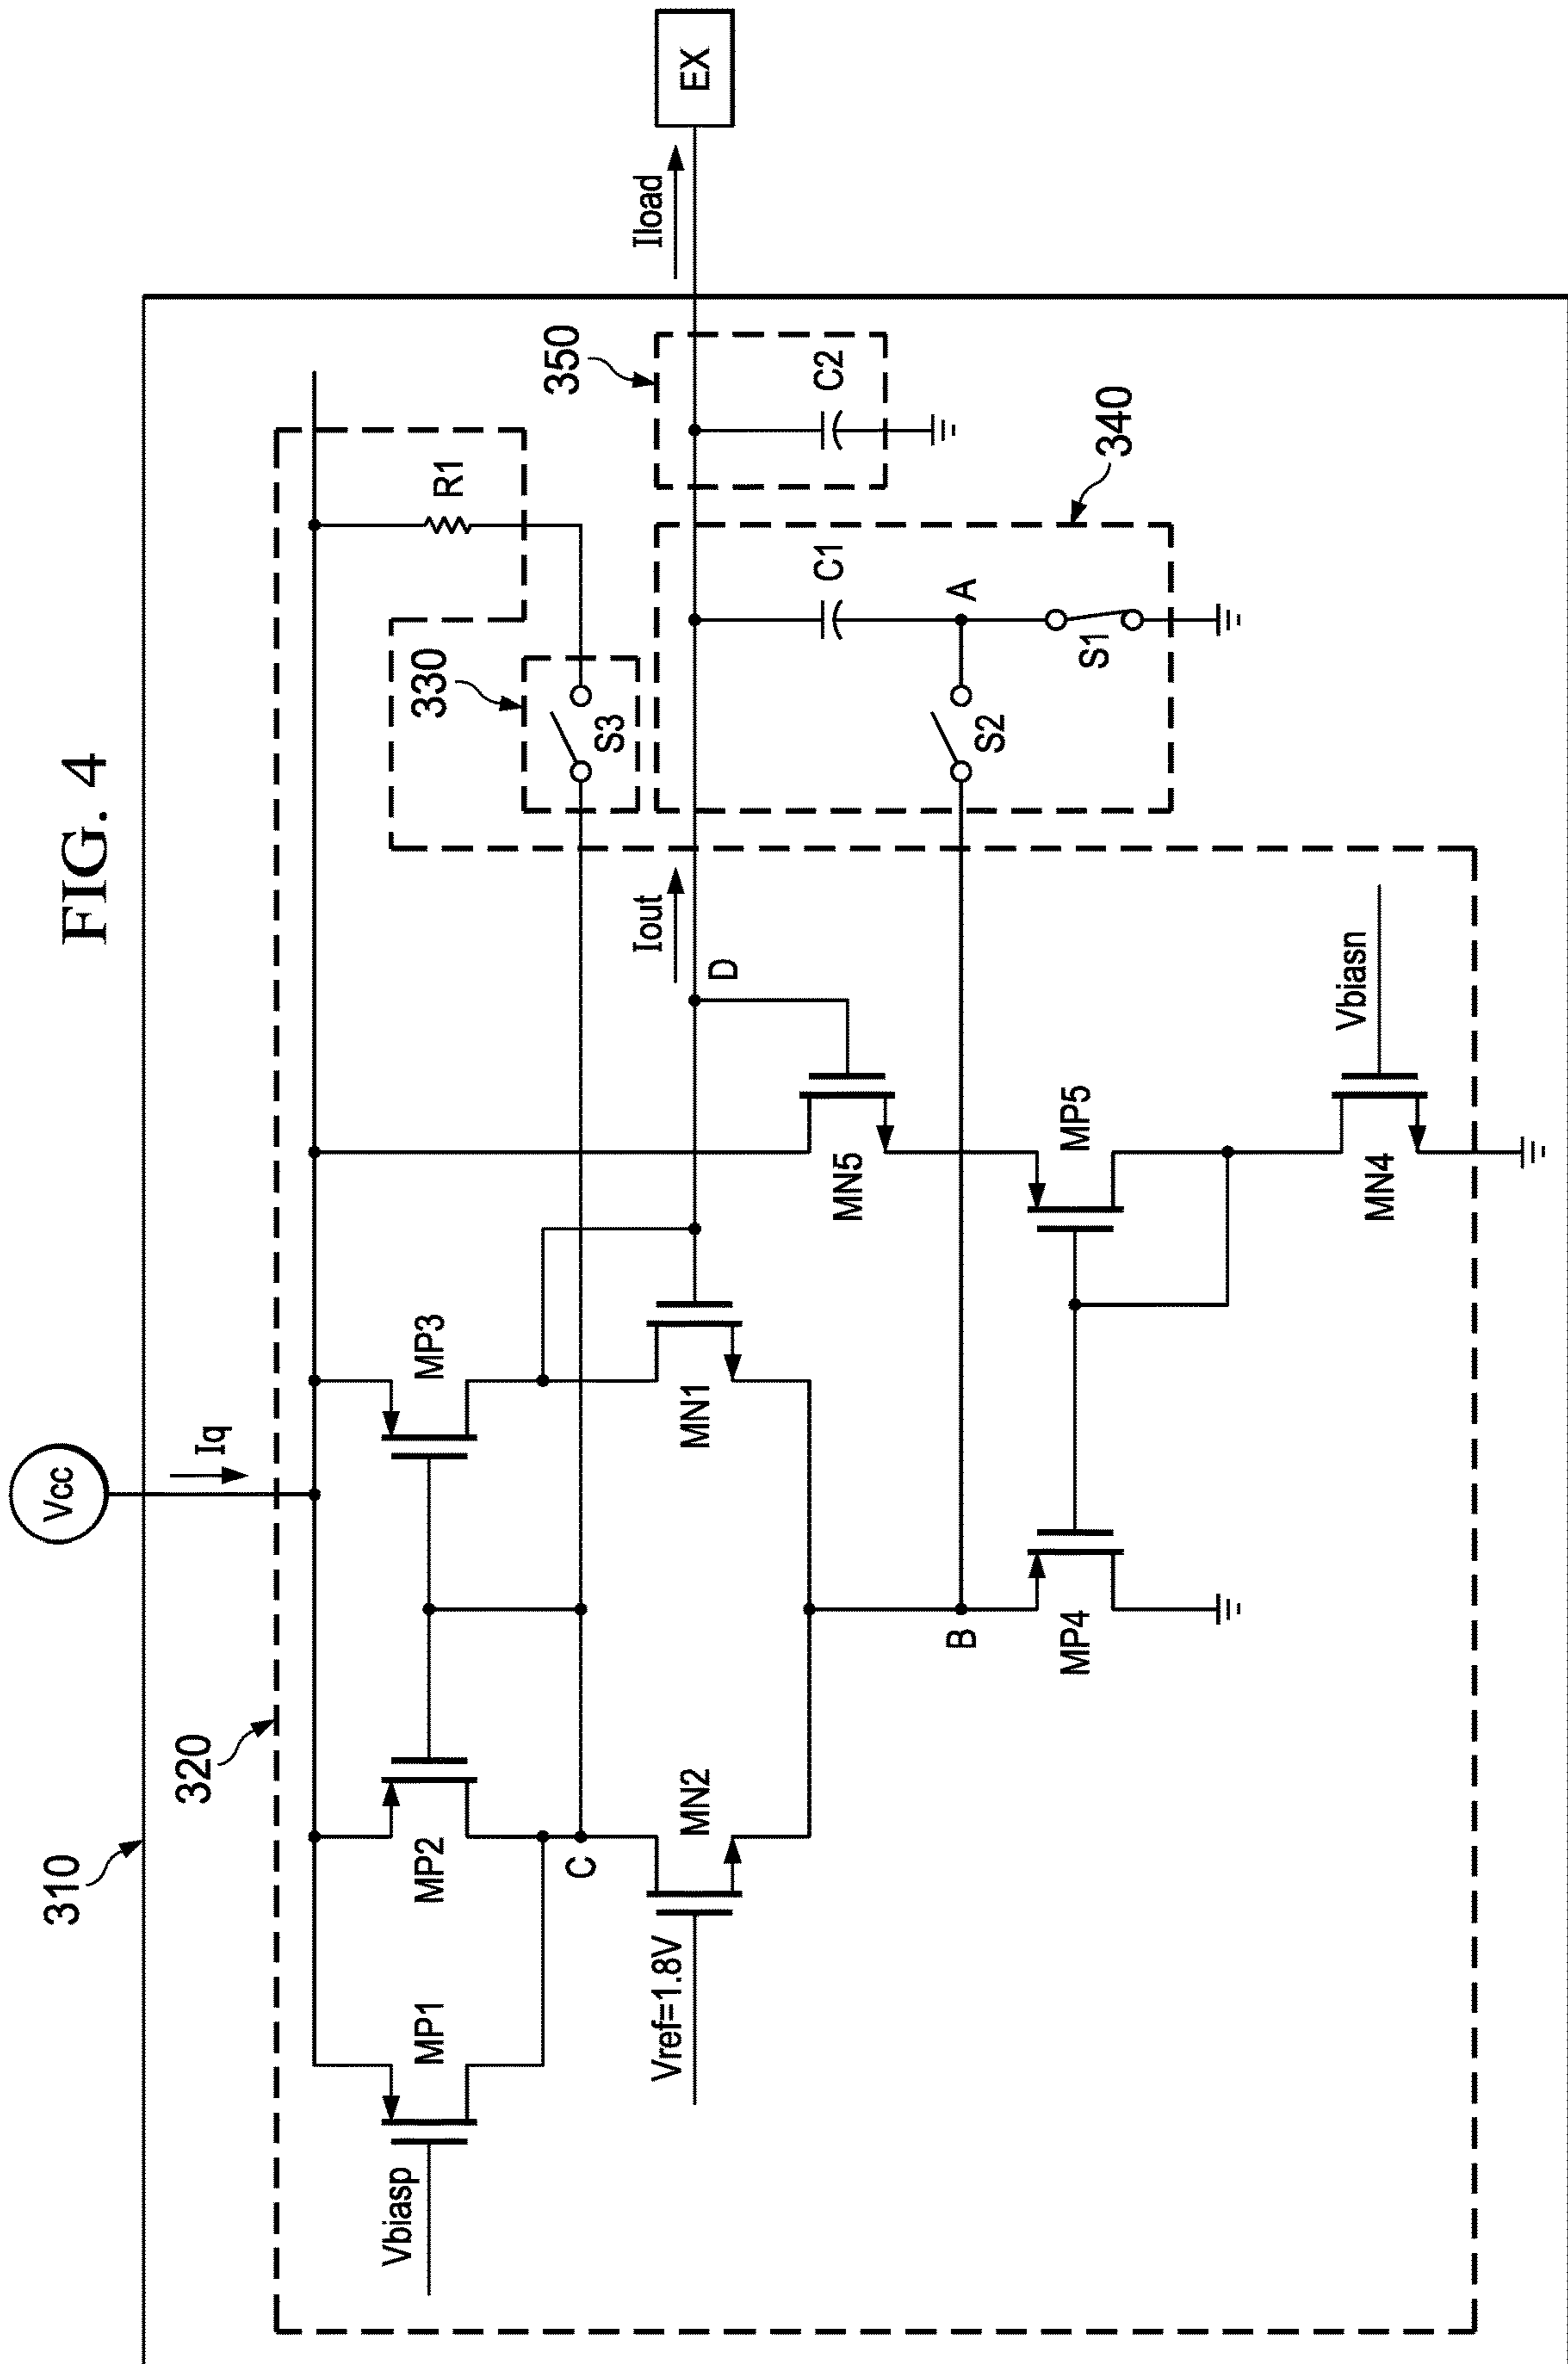 FIG. 4
Vcc
Iq
310
320
Vbiasp
MP1
MP2
MP3
R1
330
S3
C
Vref=1.8V
MN2
MN1
D
Iout
Iload
EX
350
C2
340
C1
A
S1
S2
B
MN5
MP4
MP5
MN4
Vbiasn